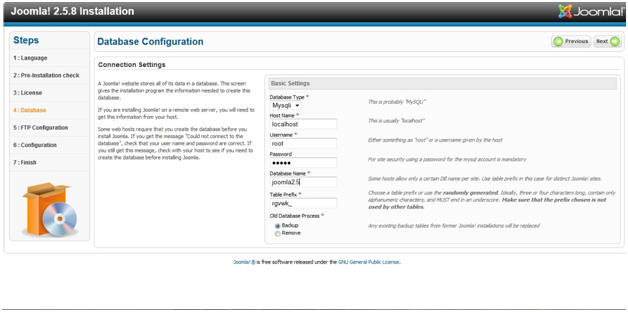 Joomla! 2.5.8 Installation
Joomla!
Steps
1 : Language
2 : Pre-Installation check
3 : License
4 : Database
5 : FTP Configuration
6 : Configuration
7 : Finish
Database Configuration
Previous
Next
Connection Settings
A Joomla! website stores all of its data in a database. This screen
gives the installation program the information needed to create this
database.
If you are installing Joomla! on a remote web server, you will need to
get this information from your host.
Some web hosts require that you create the database before you
install Joomla. If you get the message "Could not connect to the
database", check that your user name and password are correct. If
you still get this message, check with your host to see if you need to
create the database before installing Joomla.
Basic Settings
Database Type *
Mysqli
This is probably "MySQLi"
Host Name *
localhost
This is usually "localhost"
Username *
root
Either something as "root" or a username given by the host
Password
•••••
For site security using a password for the mysql account is mandatory
Database Name *
joomla2.5
Some hosts allow only a certain DB name per site. Use table prefix in this case for distinct Joomla! sites.
Table Prefix *
rgvwk_
Choose a table prefix or use the randomly generated. Ideally, three or four characters long, contain only
alphanumeric characters, and MUST end in an underscore. Make sure that the prefix chosen is not
used by other tables.
Old Database Process *
Backup
Remove
Any existing backup tables from former Joomla! installations will be replaced
Joomla! ® is free software released under the GNU General Public License.